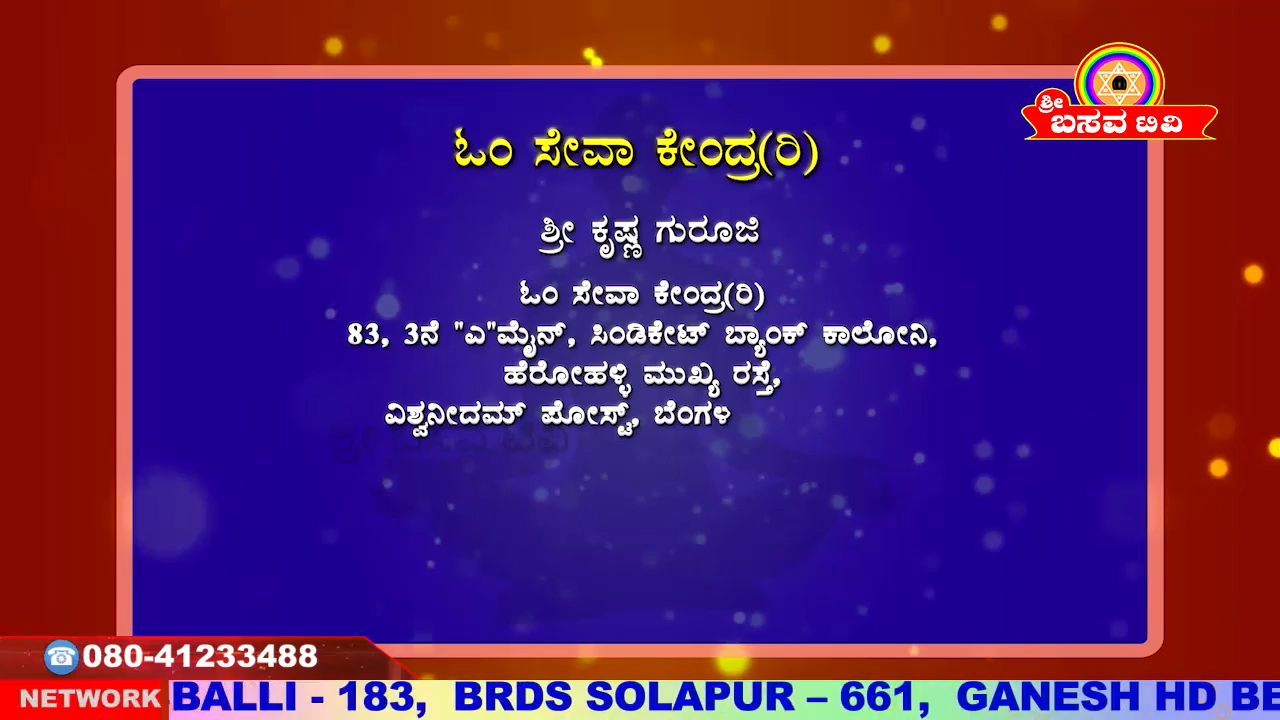 ಶ್ರೀ
ಬಸವ ಟಿವಿ
ಓಂ ಸೇವಾ ಕೇಂದ್ರ(ರಿ)
ಶ್ರೀ ಕೃಷ್ಣ ಗುರೂಜಿ
ಓಂ ಸೇವಾ ಕೇಂದ್ರ(ರಿ)
83, 3ನೆ "ಎ"ಮೈನ್, ಸಿಂಡಿಕೇಟ್ ಬ್ಯಾಂಕ್ ಕಾಲೋನಿ,
ಹೆರೋಹಳ್ಳಿ ಮುಖ್ಯ ರಸ್ತೆ,
ವಿಶ್ವನೀದಮ್ ಪೋಸ್ಟ್, ಬೆಂಗಳ
ಶ್ರೀ ಬಸವ ಟಿವಿ
080-41233488
NETWORK BALLI - 183, BRDS SOLAPUR – 661, GANESH HD BE